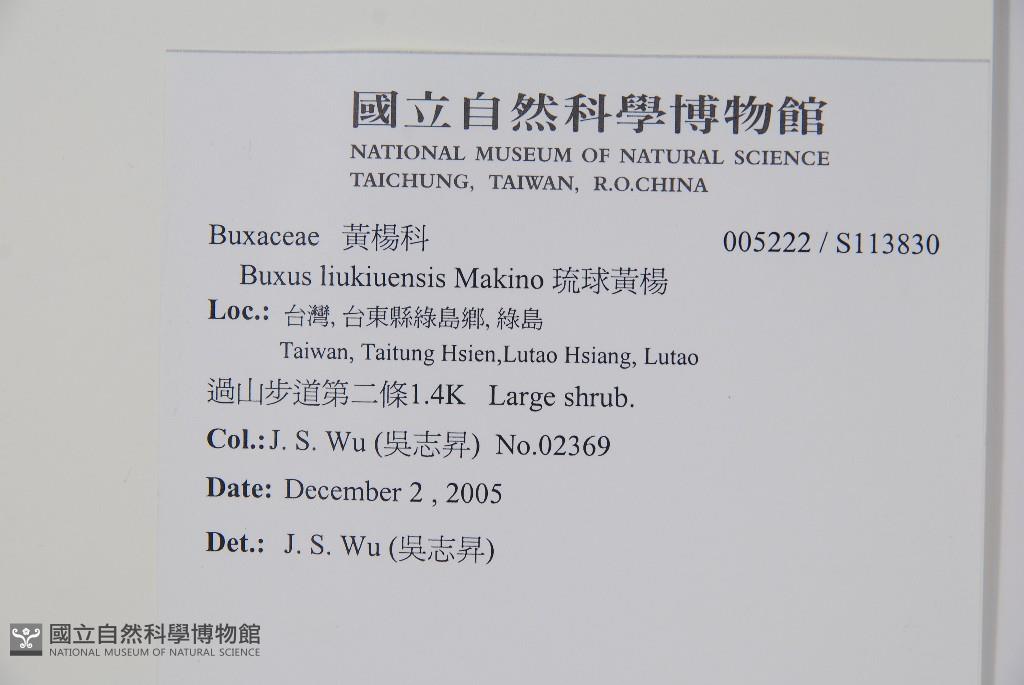 國立自然科學博物館
NATIONAL MUSEUM OF NATURAL SCIENCE
TAICHUNG, TAIWAN, R.O.CHINA
Buxaceae 黃楊科 005222 / S113830
Buxus liukiuensis Makino 琉球黃楊
Loc.: 台灣, 台東縣綠島鄉, 綠島
Taiwan, Taitung Hsien,Lutao Hsiang, Lutao
過山步道第二條1.4K Large shrub.
Col.:J. S. Wu (吳志昇) No.02369
Date: December 2 , 2005
Det.: J. S. Wu (吳志昇)
國立自然科學博物館
NATIONAL MUSEUM OF NATURAL SCIENCE